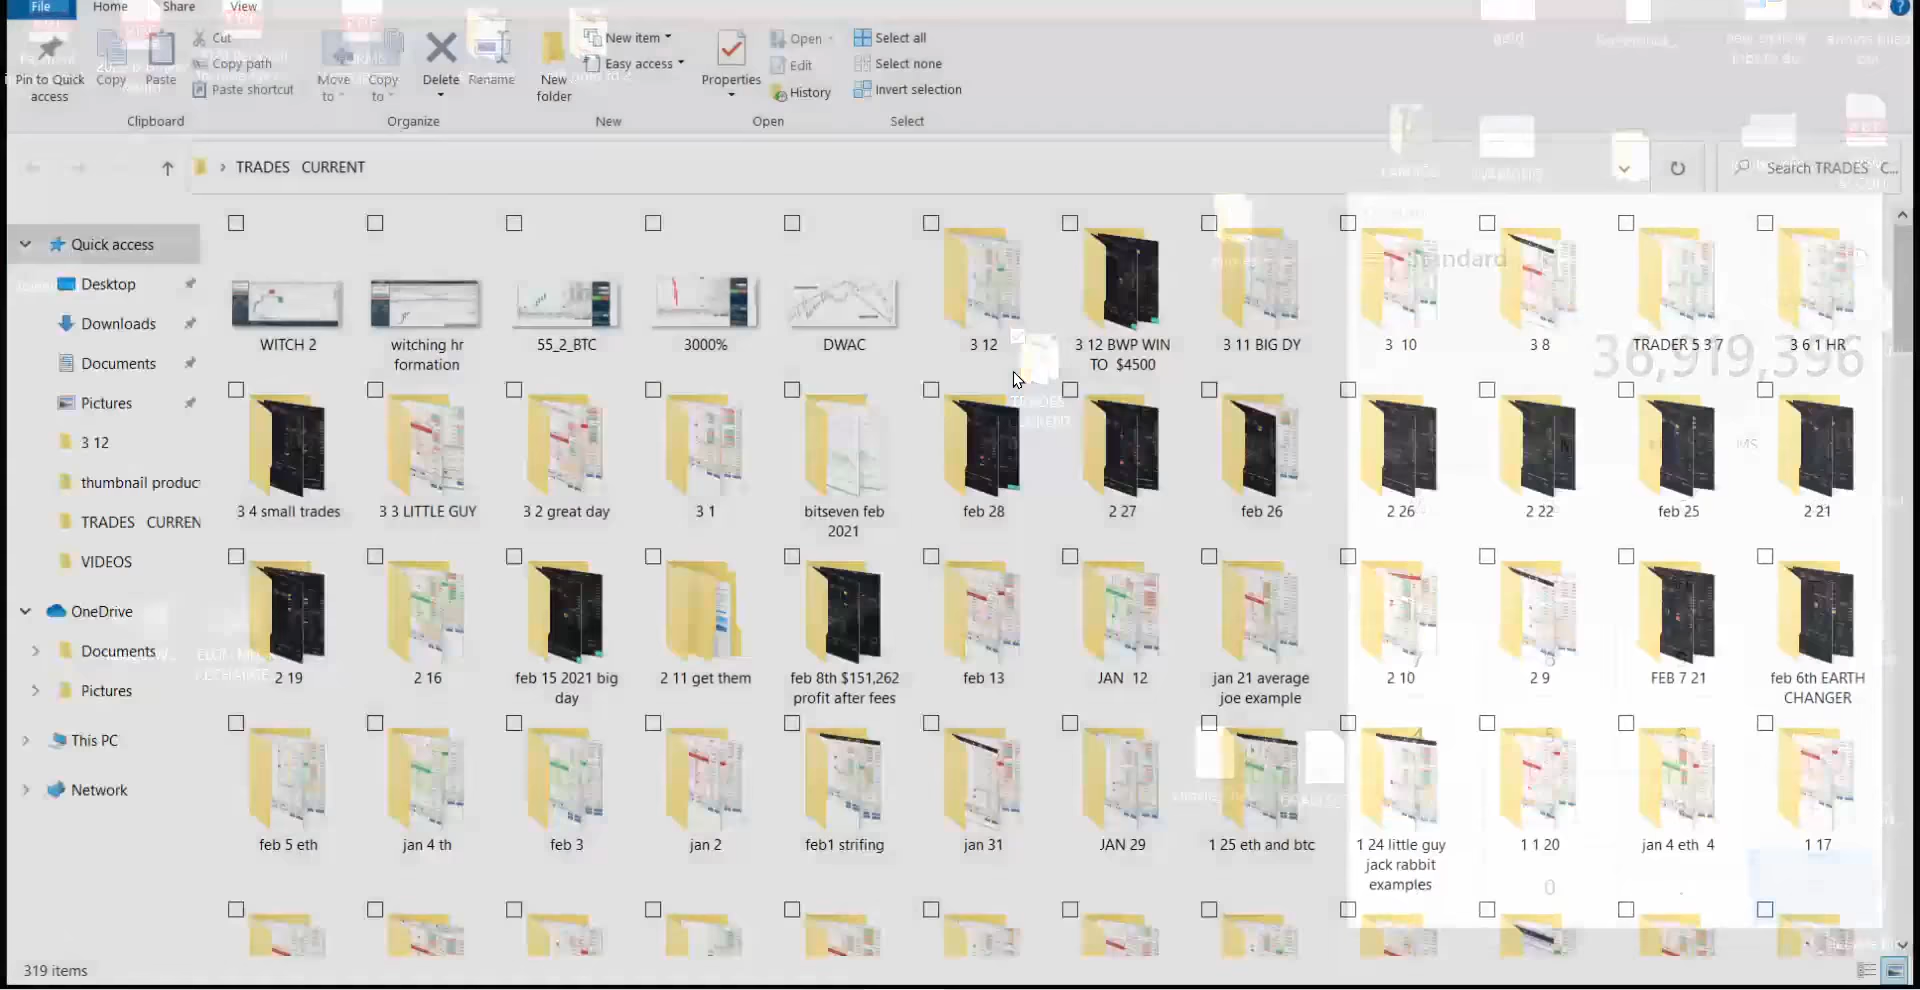 File Home Share View
Cut
Copy path
Paste shortcut
Pin to Quick access
Copy
Paste
Move to
Copy to
Delete
Rename
New folder
New item
Easy access
Properties
Open
Edit
History
Select all
Select none
Invert selection
Clipboard Organize New Open Select
TRADES CURRENT
Search TRADES C...
Quick access
Desktop
Downloads
Documents
Pictures
3 12
thumbnail produc
TRADES CURREN
VIDEOS
OneDrive
Documents
Pictures
This PC
Network
WITCH 2
witching hr formation
55_2_BTC
3000%
DWAC
3 12
3 12 BWP WIN TO $4500
3 11 BIG DY
3 10
3 8
TRADER 5 3 7
3 6 1 HR
Standard
36,919,396
MS
TRADES CURRENT
3 4 small trades
3 3 LITTLE GUY
3 2 great day
3 1
bitseven feb 2021
feb 28
2 27
feb 26
2 26
2 22
feb 25
2 21
2 19
2 16
feb 15 2021 big day
2 11 get them
feb 8th $151,262 profit after fees
feb 13
JAN 12
jan 21 average joe example
2 10
2 9
FEB 7 21
feb 6th EARTH CHANGER
feb 5 eth
jan 4 th
feb 3
jan 2
feb1 strifing
jan 31
JAN 29
1 25 eth and btc
1 24 little guy jack rabbit examples
1 1 20
jan 4 eth 4
1 17
0
319 items